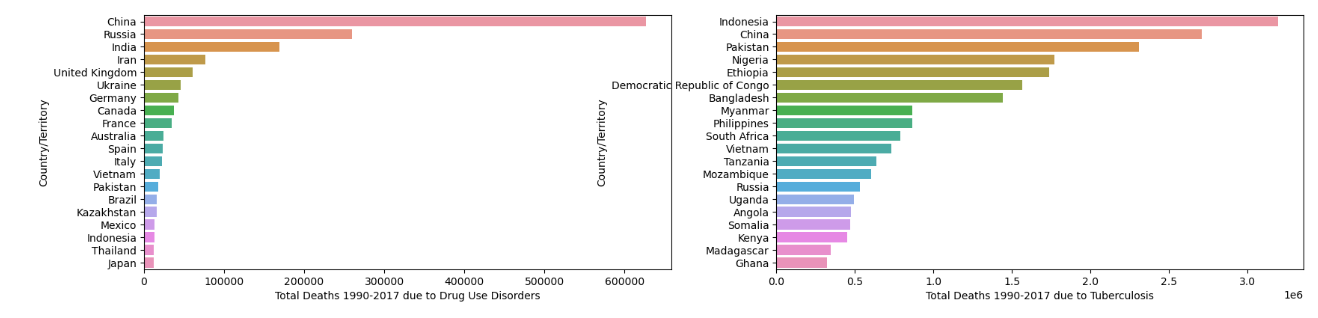 China
Russia
India
Iran
United Kingdom
Ukraine
Germany
Canada
France
Australia
Spain
Italy
Vietnam
Pakistan
Brazil
Kazakhstan
Mexico
Indonesia
Thailand
Japan
Country/Territory
0 100000 200000 300000 400000 500000 600000
Total Deaths 1990-2017 due to Drug Use Disorders
Indonesia
China
Pakistan
Nigeria
Ethiopia
Democratic Republic of Congo
Bangladesh
Myanmar
Philippines
South Africa
Vietnam
Tanzania
Mozambique
Russia
Uganda
Angola
Somalia
Kenya
Madagascar
Ghana
Country/Territory
0.0 0.5 1.0 1.5 2.0 2.5 3.0
1e6
Total Deaths 1990-2017 due to Tuberculosis